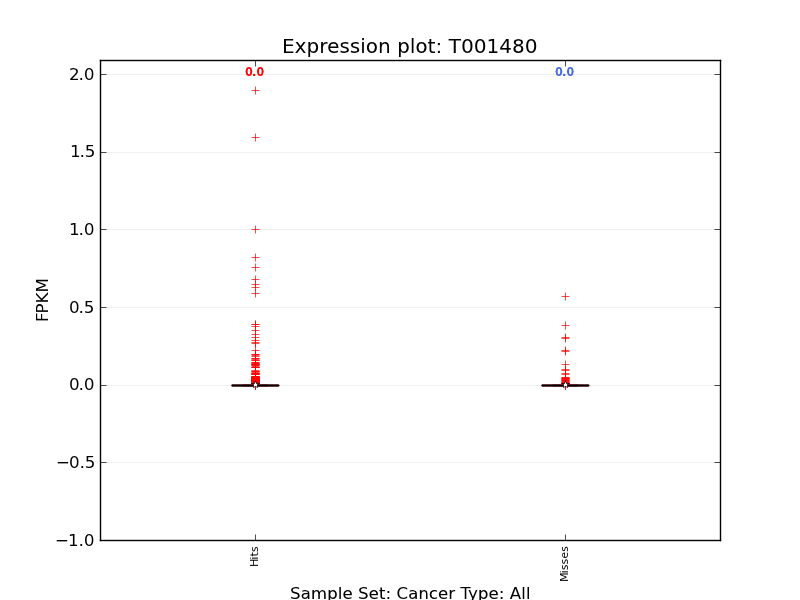 Expression plot: T001480
2.0
0.0
0.0
1.5
1.0
0.5
0.0
−0.5
−1.0
FPKM
Hits
Misses
Sample Set: Cancer Type: All